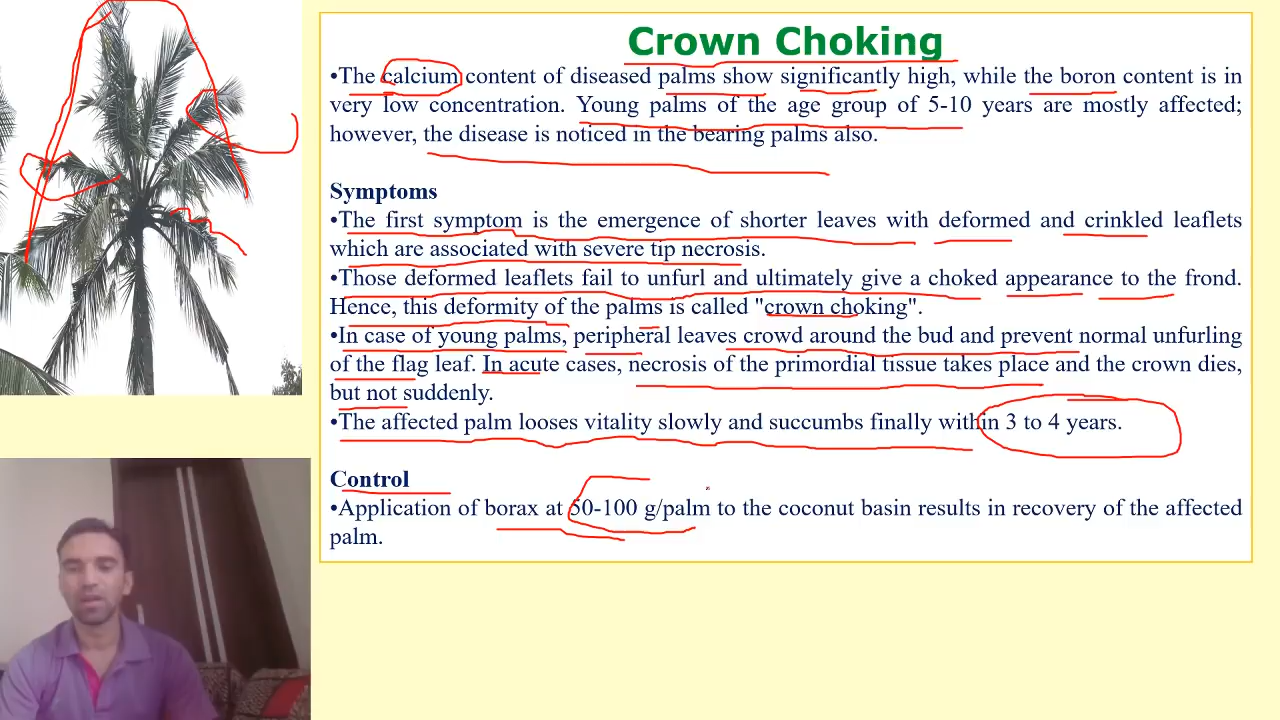 Crown Choking
•The calcium content of diseased palms show significantly high, while the boron content is in
very low concentration. Young palms of the age group of 5-10 years are mostly affected;
however, the disease is noticed in the bearing palms also.
Symptoms
•The first symptom is the emergence of shorter leaves with deformed and crinkled leaflets
which are associated with severe tip necrosis.
•Those deformed leaflets fail to unfurl and ultimately give a choked appearance to the frond.
Hence, this deformity of the palms is called "crown choking".
•In case of young palms, peripheral leaves crowd around the bud and prevent normal unfurling
of the flag leaf. In acute cases, necrosis of the primordial tissue takes place and the crown dies,
but not suddenly.
•The affected palm looses vitality slowly and succumbs finally within 3 to 4 years.
Control
•Application of borax at 50-100 g/palm to the coconut basin results in recovery of the affected
palm.